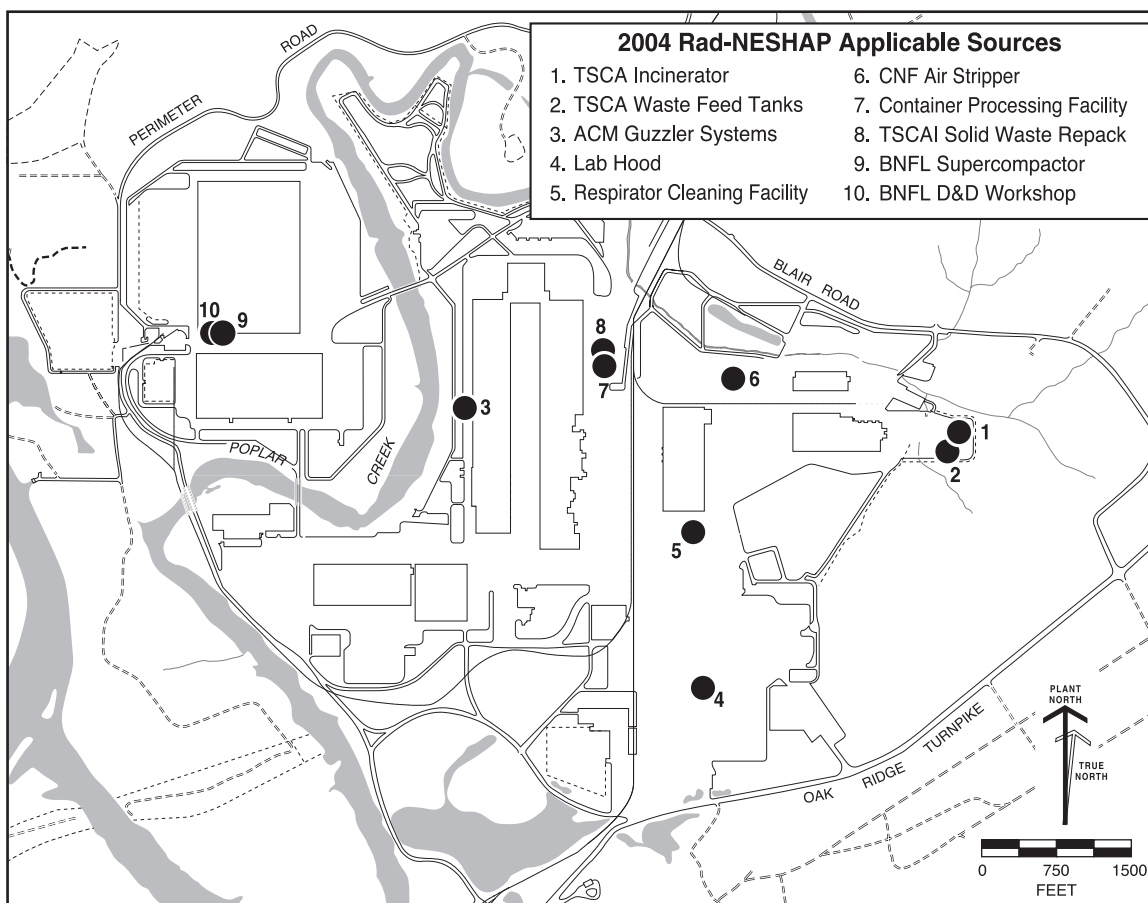 2004 Rad-NESHAP Applicable Sources
1. TSCA Incinerator
2. TSCA Waste Feed Tanks
3. ACM Guzzler Systems
4. Lab Hood
5. Respirator Cleaning Facility
6. CNF Air Stripper
7. Container Processing Facility
8. TSCAI Solid Waste Repack
9. BNFL Supercompactor
10. BNFL D&D Workshop
PERIMETER ROAD
BLAIR ROAD
10
9
8
7
6
3
1
2
POPLAR CREEK
5
4
PLANT
NORTH
TRUE
NORTH
OAK RIDGE TURNPIKE
0 750 1500
FEET